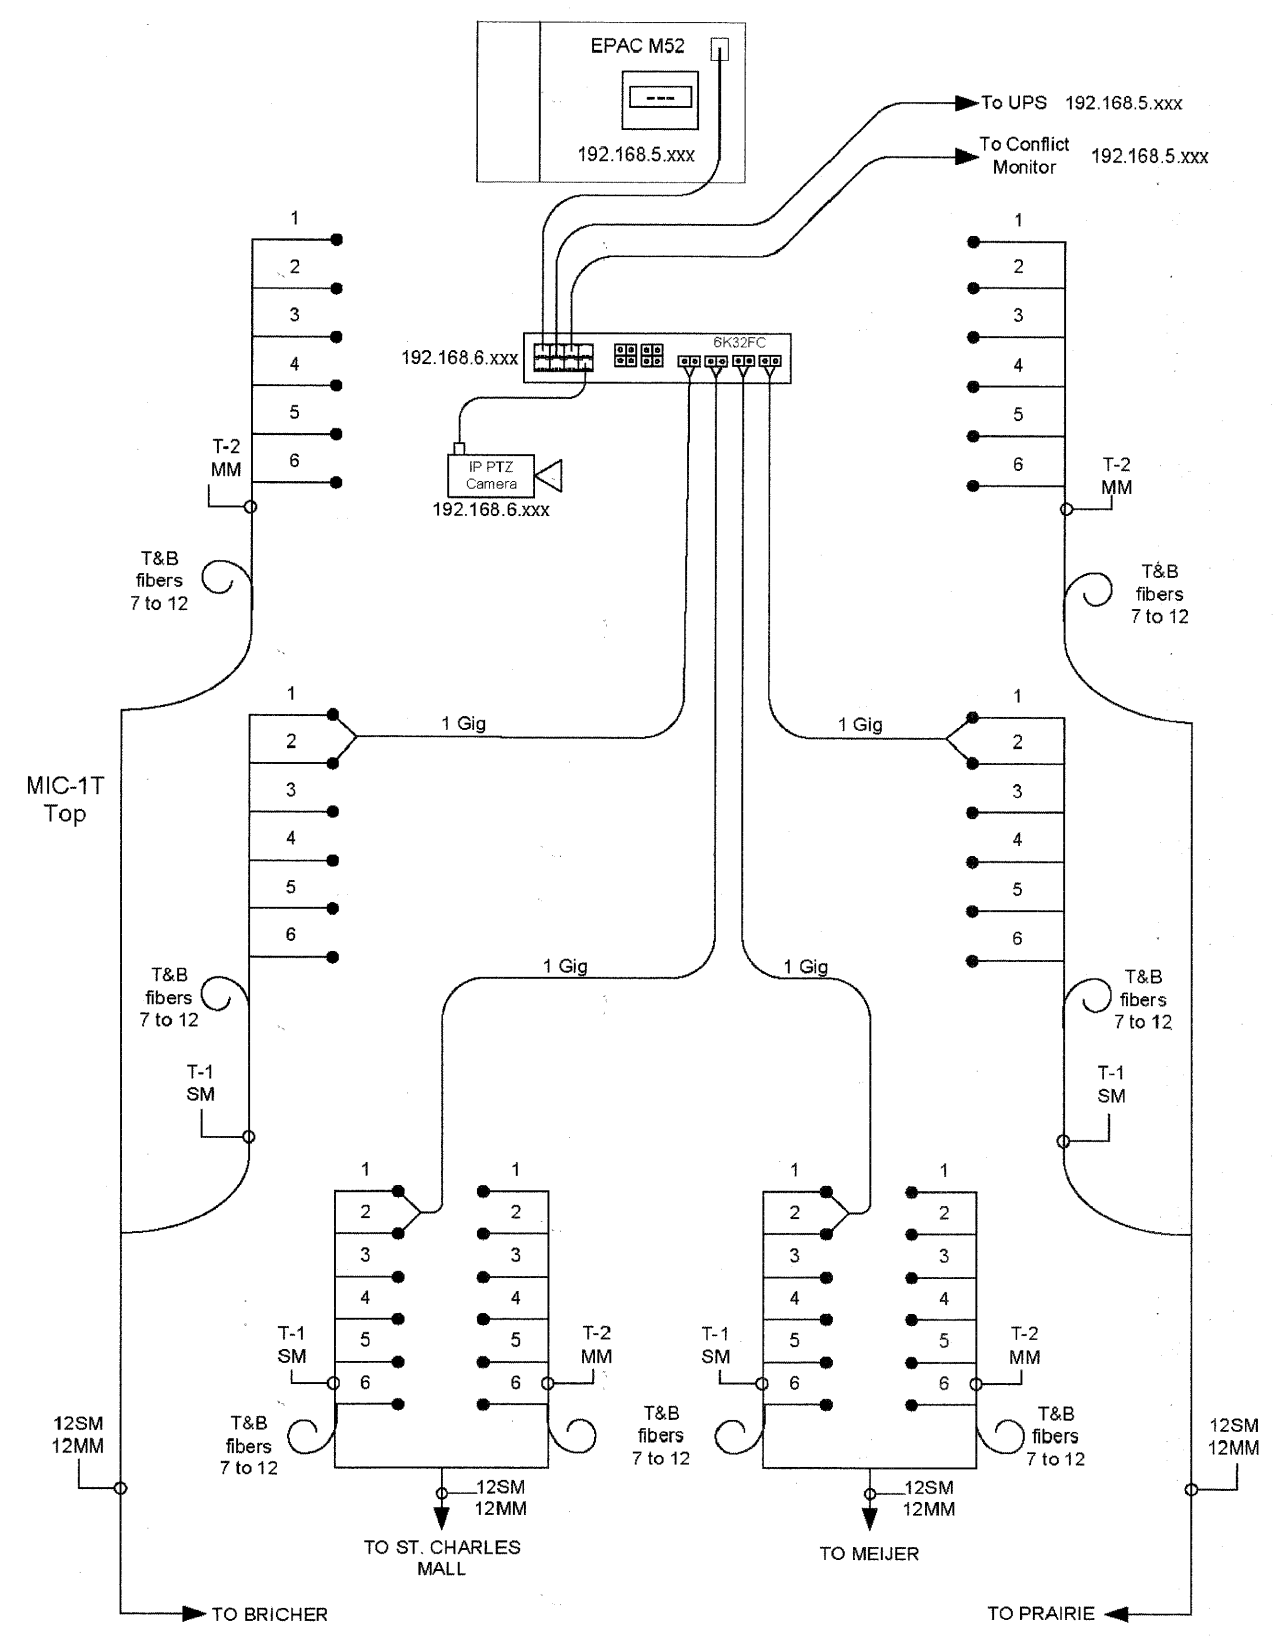 EPAC M52
192.168.5.xxx
To UPS 192.168.5.xxx
To Conflict
Monitor
192.168.5.xxx
6K32FC
192.168.6.xxx
IP PTZ
Camera
192.168.6.xxx
1
2
3
4
5
6
T-2
MM
T&B
fibers
7 to 12
1
2
3
4
5
6
T-2
MM
T&B
fibers
7 to 12
MIC-1T
Top
1
2
3
4
5
6
1 Gig
T&B
fibers
7 to 12
T-1
SM
1 Gig
1
2
3
4
5
6
T&B
fibers
7 to 12
T-1
SM
1 Gig
1 Gig
1
2
3
4
5
6
T-1
SM
T&B
fibers
7 to 12
1
2
3
4
5
6
T-2
MM
12SM
12MM
TO ST. CHARLES
MALL
1
2
3
4
5
6
T-1
SM
T&B
fibers
7 to 12
1
2
3
4
5
6
T-2
MM
T&B
fibers
7 to 12
12SM
12MM
TO MEIJER
12SM
12MM
TO BRICHER
12SM
12MM
TO PRAIRIE